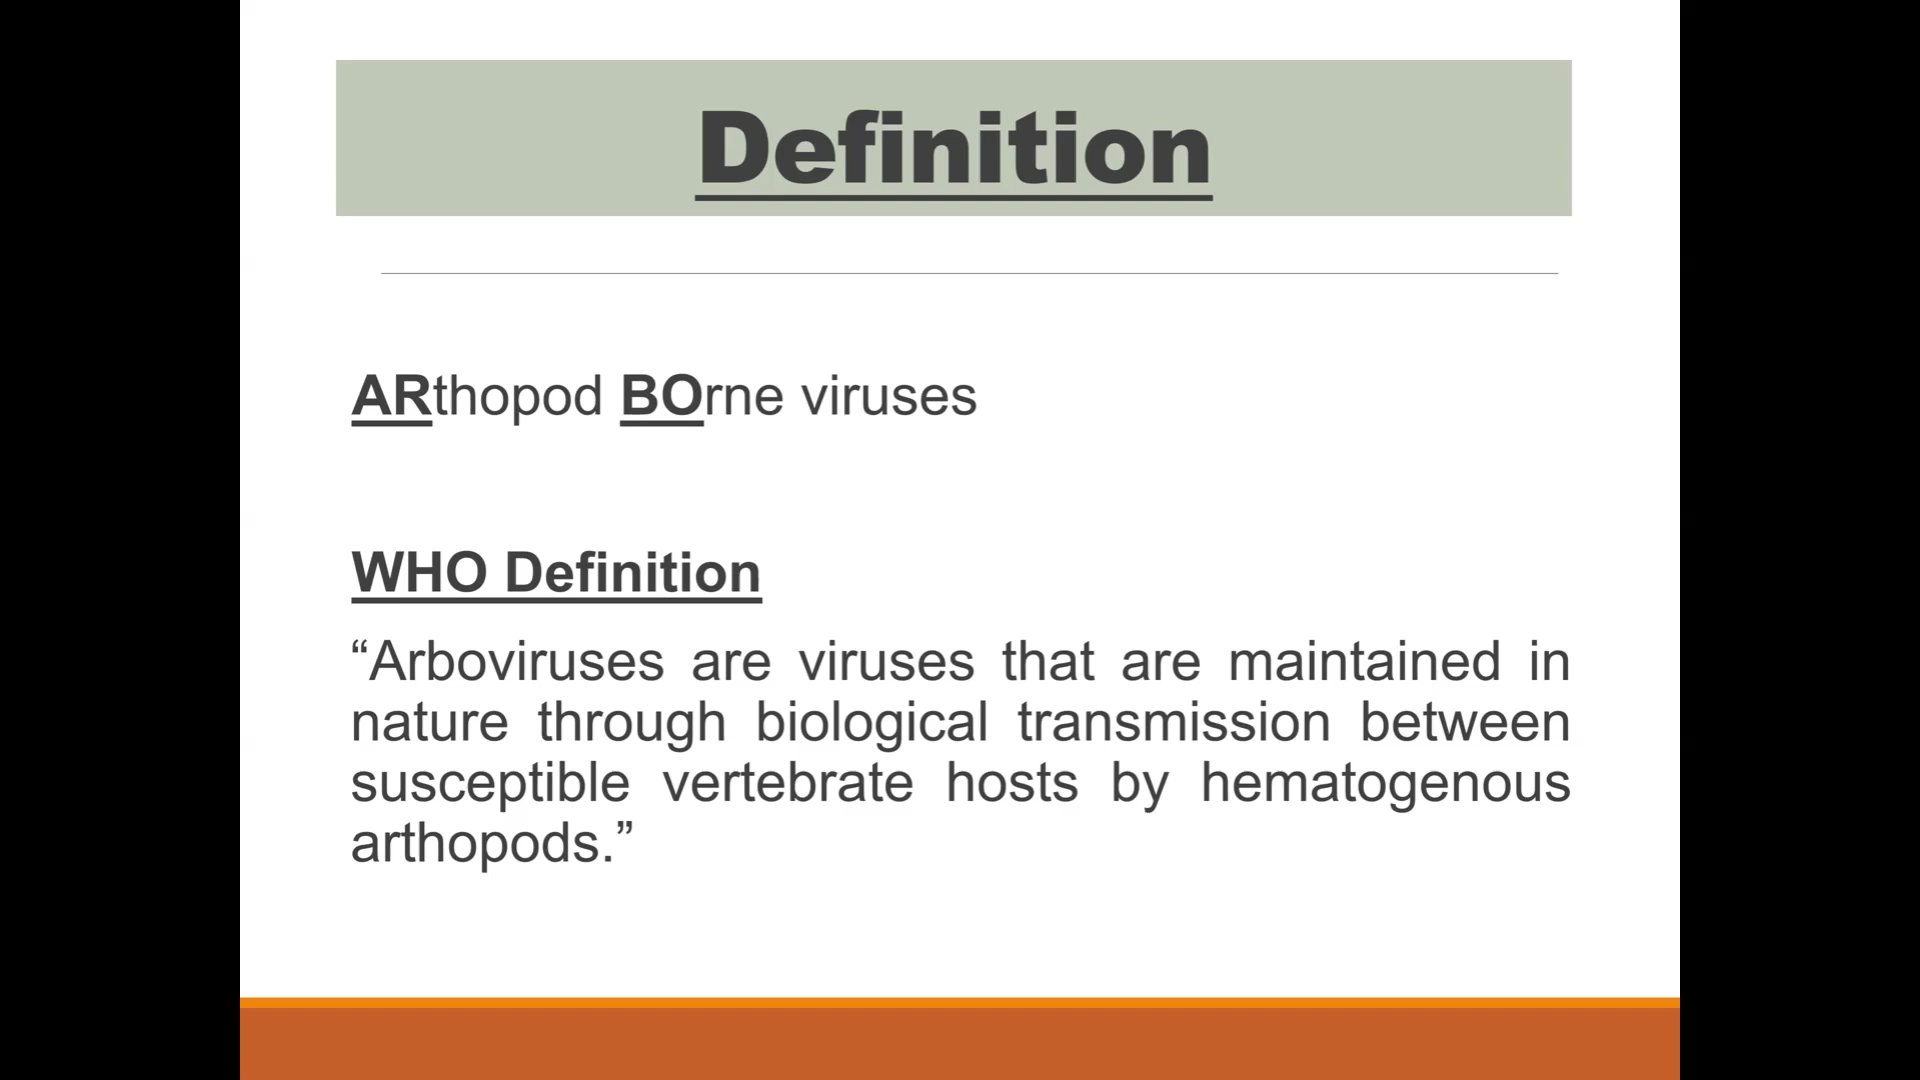 Definition
ARthopod BOrne viruses
WHO Definition
“Arboviruses are viruses that are maintained in
nature through biological transmission between
susceptible vertebrate hosts by hematogenous
arthopods.”